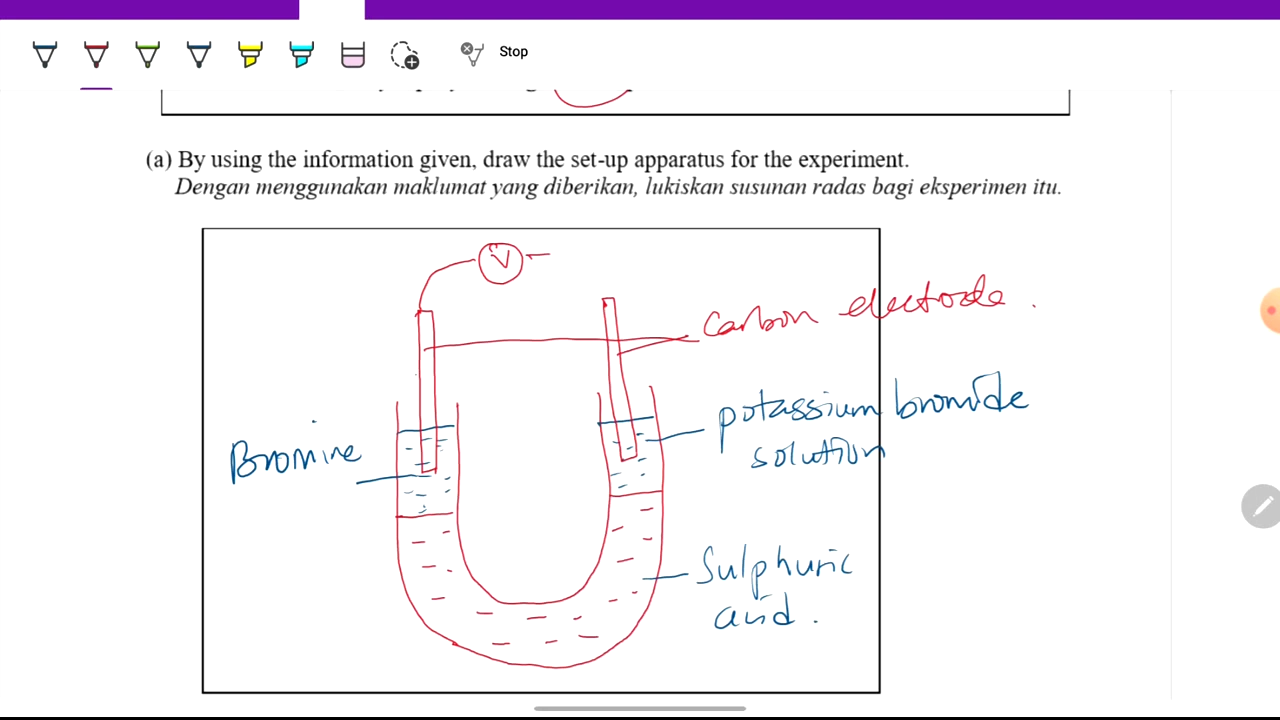 Stop
(a) By using the information given, draw the set-up apparatus for the experiment.
Dengan menggunakan maklumat yang diberikan, lukiskan susunan radas bagi eksperimen itu.
V
carbon electrode.
potassium bromide
solution
Bromine
Sulphuric
acid.